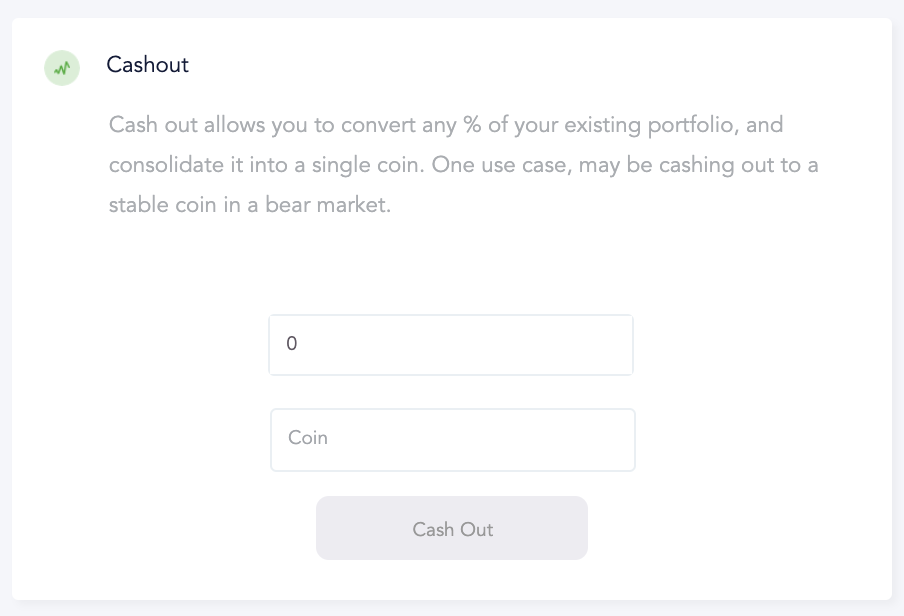 Cashout
Cash out allows you to convert any % of your existing portfolio, and
consolidate it into a single coin. One use case, may be cashing out to a
stable coin in a bear market.
0
Coin
Cash Out